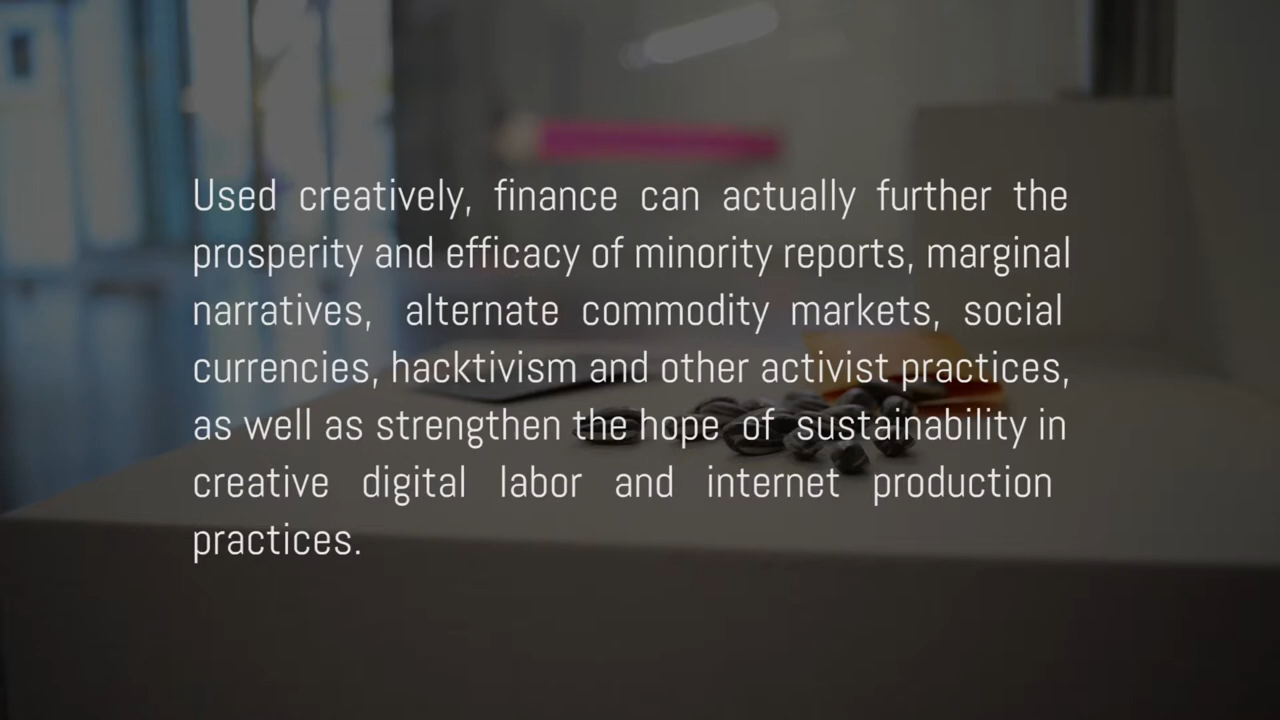 Used creatively, finance can actually further the
prosperity and efficacy of minority reports, marginal
narratives, alternate commodity markets, social
currencies, hacktivism and other activist practices,
as well as strengthen the hope of sustainability in
creative digital labor and internet production
practices.